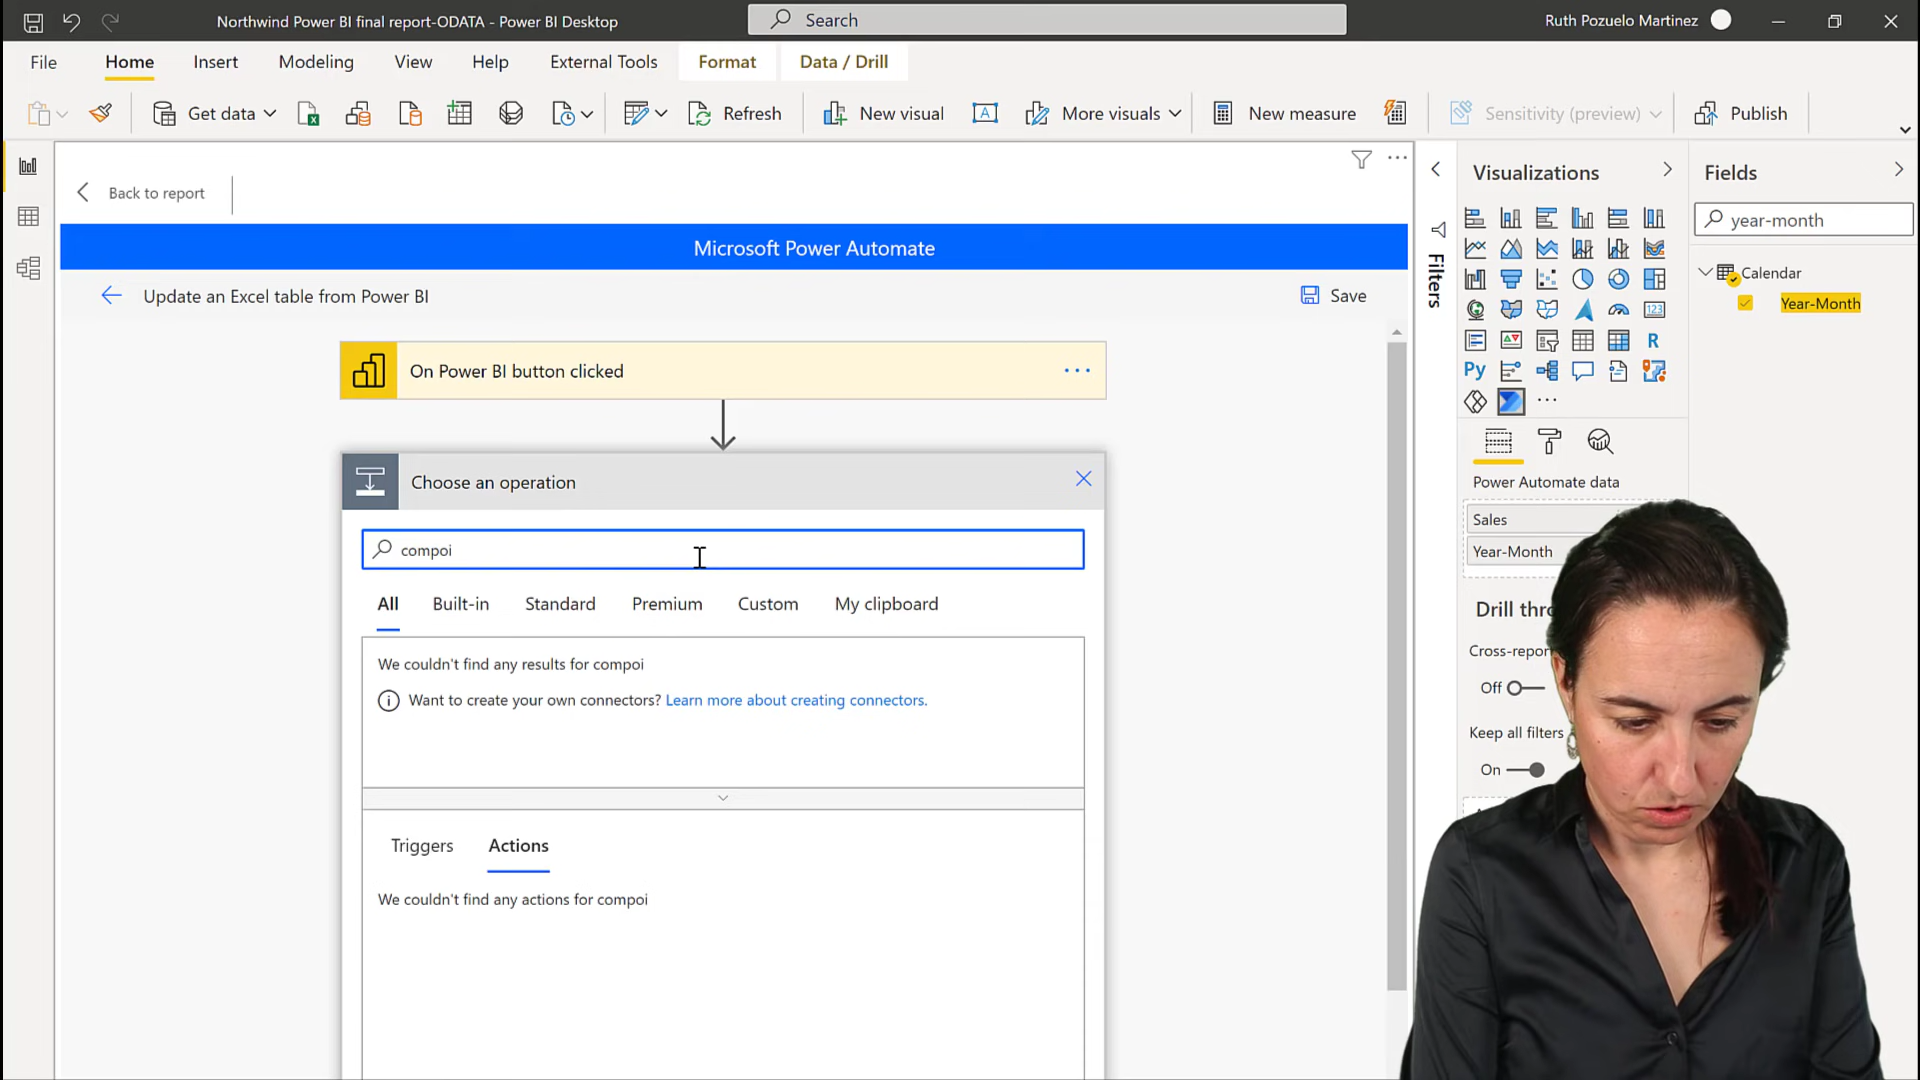 Northwind Power BI final report-ODATA - Power BI Desktop
Search
Ruth Pozuelo Martinez
File Home Insert Modeling View Help External Tools Format Data / Drill
Get data
Refresh
New visual
More visuals
New measure
Sensitivity (preview)
Publish
Back to report
Microsoft Power Automate
Update an Excel table from Power BI
Save
On Power BI button clicked
Choose an operation
compoi
All Built-in Standard Premium Custom My clipboard
We couldn't find any results for compoi
Want to create your own connectors? Learn more about creating connectors.
Triggers Actions
We couldn't find any actions for compoi
Filters
Visualizations
123
R
Py
Power Automate data
Sales
Year-Month
Drill thr
Cross-repor
Off
Keep all filters
On
Fields
year-month
Calendar
Year-Month